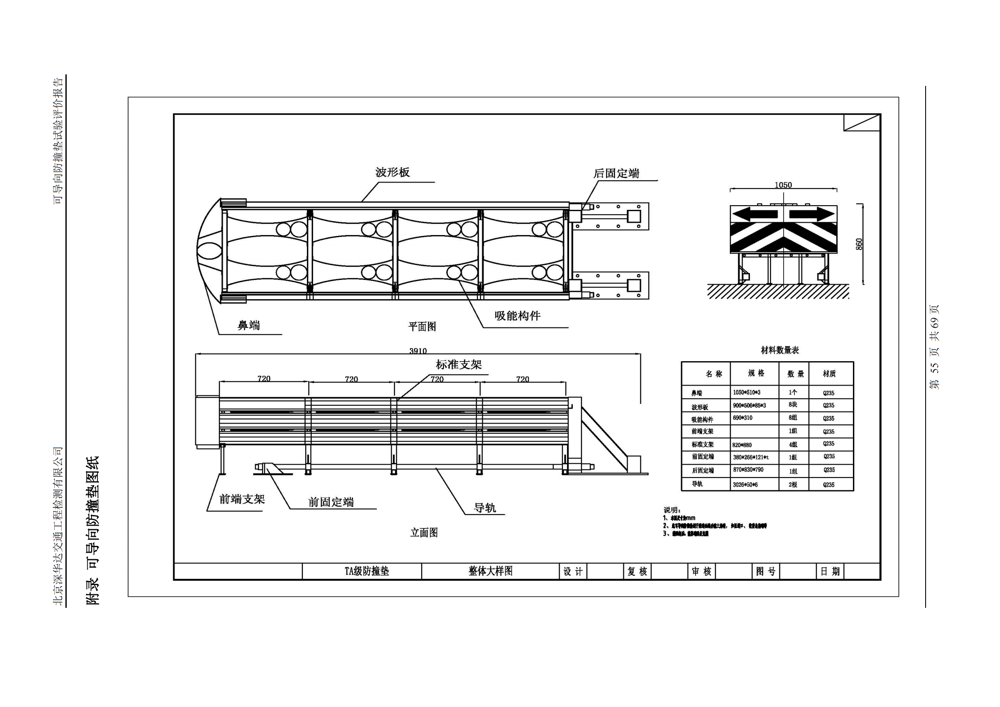 北京深华达交通工程检测有限公司 可导向防撞垫试验评价报告
附录 可导向防撞垫图纸
波形板
后固定端
1050
860
鼻端
平面图
吸能构件
3910
标准支架
720 720 720 720
前端支架
前固定端
导轨
立面图
材料数量表
名 称 规 格 数 量 材质
鼻端 1050*510*3 1个 Q235
波形板 900*506*85*3 8块 Q235
吸能构件 690*310 8组 Q235
前端支架 1组 Q235
标准支架 820*880 4组 Q235
前固定端 380*266*121*t 1组 Q235
后固定端 870*830*790 1组 Q235
导轨 3026*50*6 2根 Q235
说明:
1、 mm
2、
3、
TA级防撞垫 整体大样图 设 计 复 核 审 核 图 号 日 期
第 55 页 共 69 页